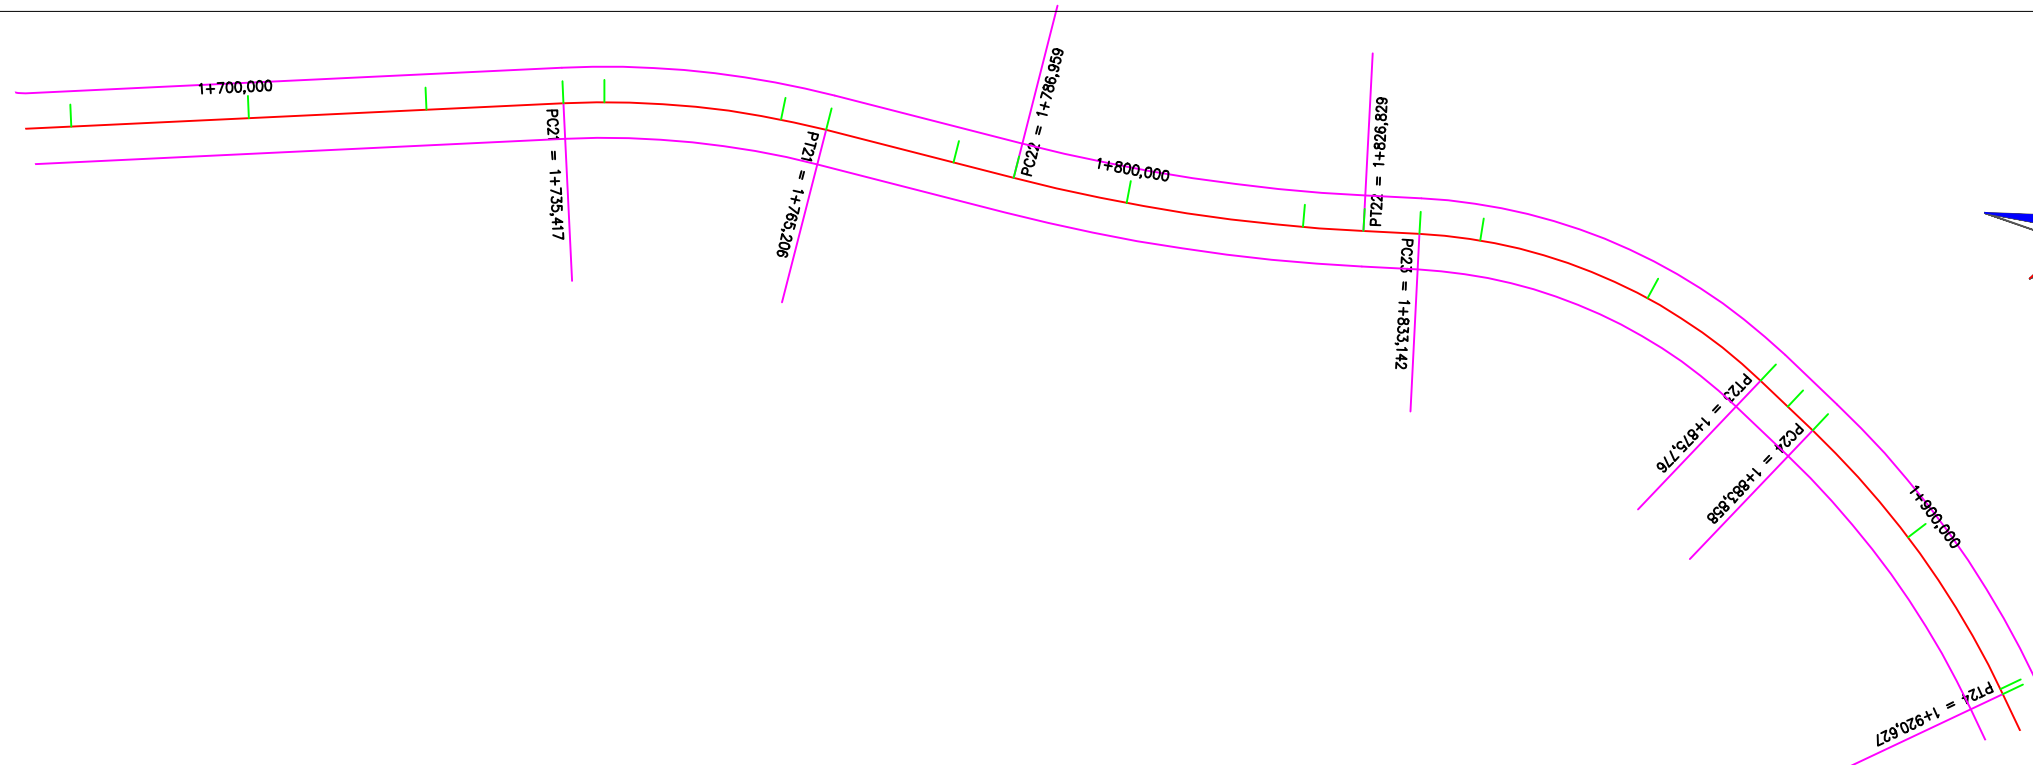 1+700,000
PC21 = 1+735,417
PT21 = 1+765,206
PC22 = 1+786,959
1+800,000
PT22 = 1+826,829
PC23 = 1+833,142
PT23 = 1+875,776
PC24 = 1+883,858
1+900,000
PT24 = 1+920,627